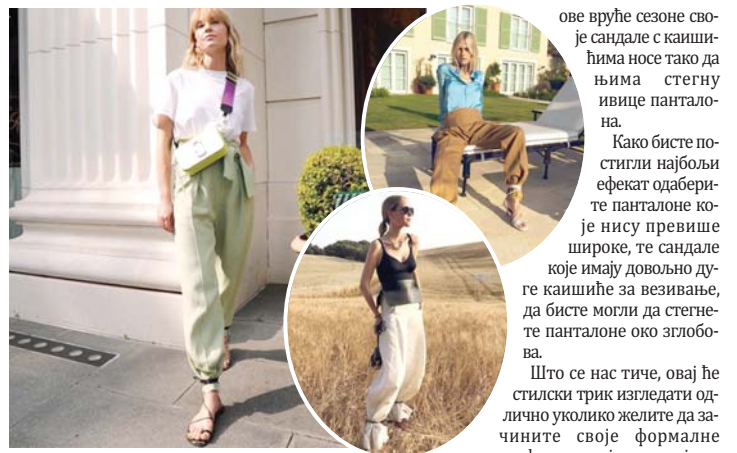 ове вруће сезоне сво-
је сандале с каиши-
ћима носе тако да
њима стегну
ивице пантало-
на.
Како бисте по-
стигли најбољи
ефекат одабери-
те панталоне ко-
је нису превише
широке, те сандале
које имају довољно ду-
ге каишиће за везивање,
да бисте могли да стегне-
те панталоне око зглобо-
ва.
Што се нас тиче, овај ће
стилски трик изгледати од-
лично уколико желите да за-
чините своје формалне